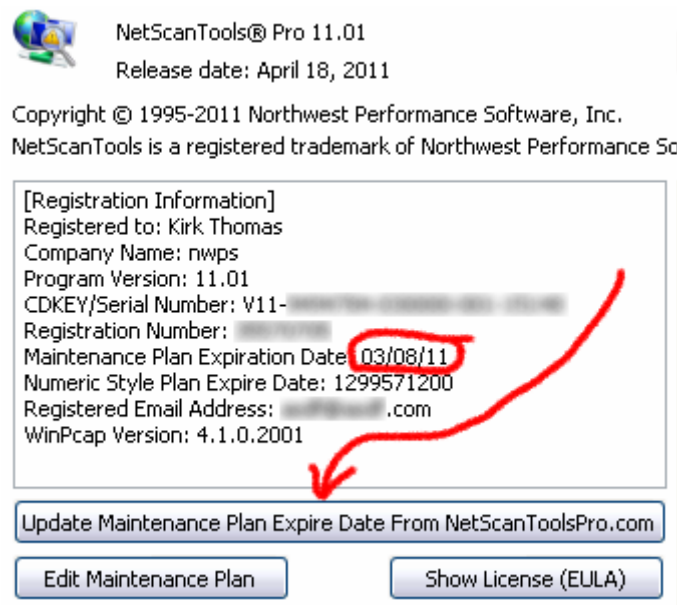 NetScanTools® Pro 11.01
Release date: April 18, 2011
Copyright © 1995-2011 Northwest Performance Software, Inc.
NetScanTools is a registered trademark of Northwest Performance
[Registration Information]
Registered to: Kirk Thomas
Company Name: nwps
Program Version: 11.01
CDKEY/Serial Number: V11-
Registration Number:
Maintenance Plan Expiration Date: 03/08/11
Numeric Style Plan Expire Date: 1299571200
Registered Email Address: .com
WinPcap Version: 4.1.0.2001
Update Maintenance Plan Expire Date From NetScanToolsPro.com
Edit Maintenance Plan
Show License (EULA)